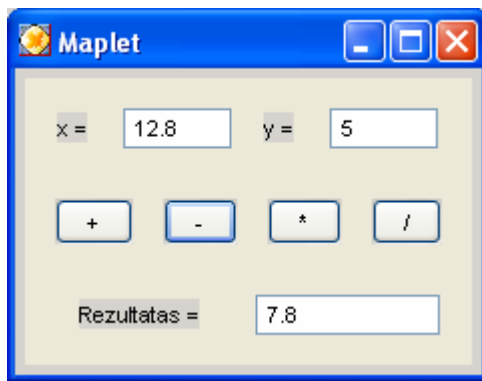 Maplet
x = 12.8 y = 5
+ - * /
Rezultatas = 7.8